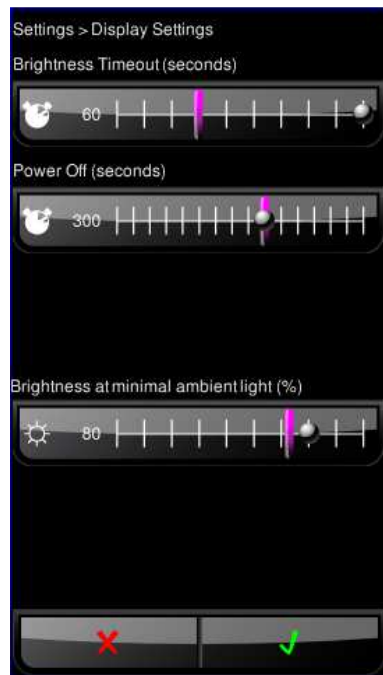 Settings > Display Settings
Brightness Timeout (seconds)
60
Power Off (seconds)
300
Brightness at minimal ambient light (%)
80